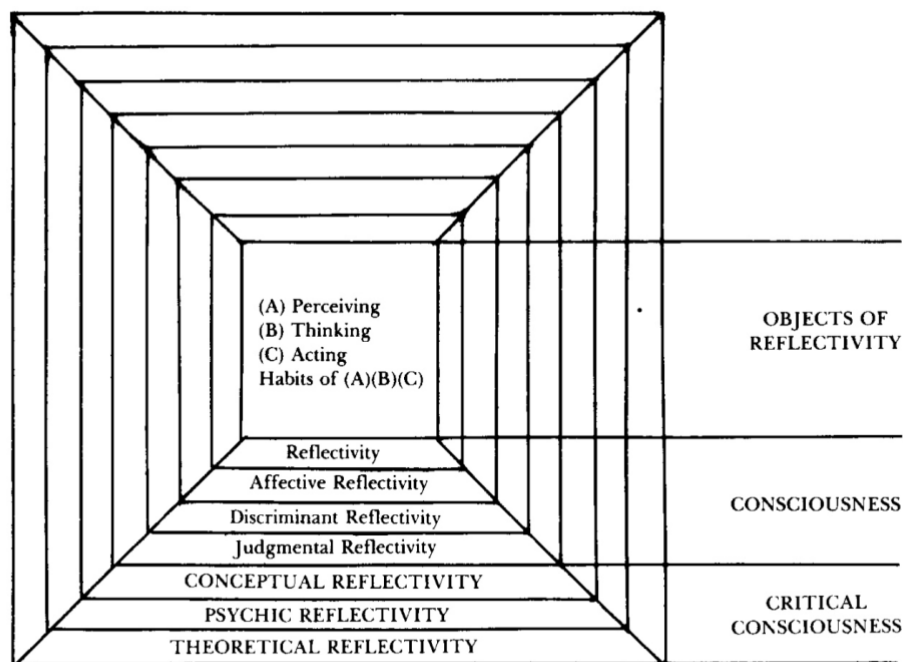 (A) Perceiving
(B) Thinking
(C) Acting
Habits of (A)(B)(C)
OBJECTS OF
REFLECTIVITY
Reflectivity
Affective Reflectivity
Discriminant Reflectivity
Judgmental Reflectivity
CONSCIOUSNESS
CONCEPTUAL REFLECTIVITY
PSYCHIC REFLECTIVITY
THEORETICAL REFLECTIVITY
CRITICAL
CONSCIOUSNESS